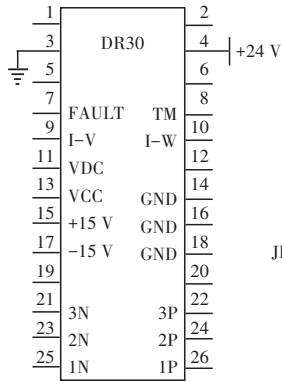 1 2
DR30
3 4 +24 V
5 6
7 8
FAULT TM
9 10
I–V I–W
11 12
VDC
13 14
VCC GND
15 16
+15 V GND
17 18
−15 V GND
JI
19 20
21 22
3N 3P
23 24
2N 2P
25 26
1N 1P